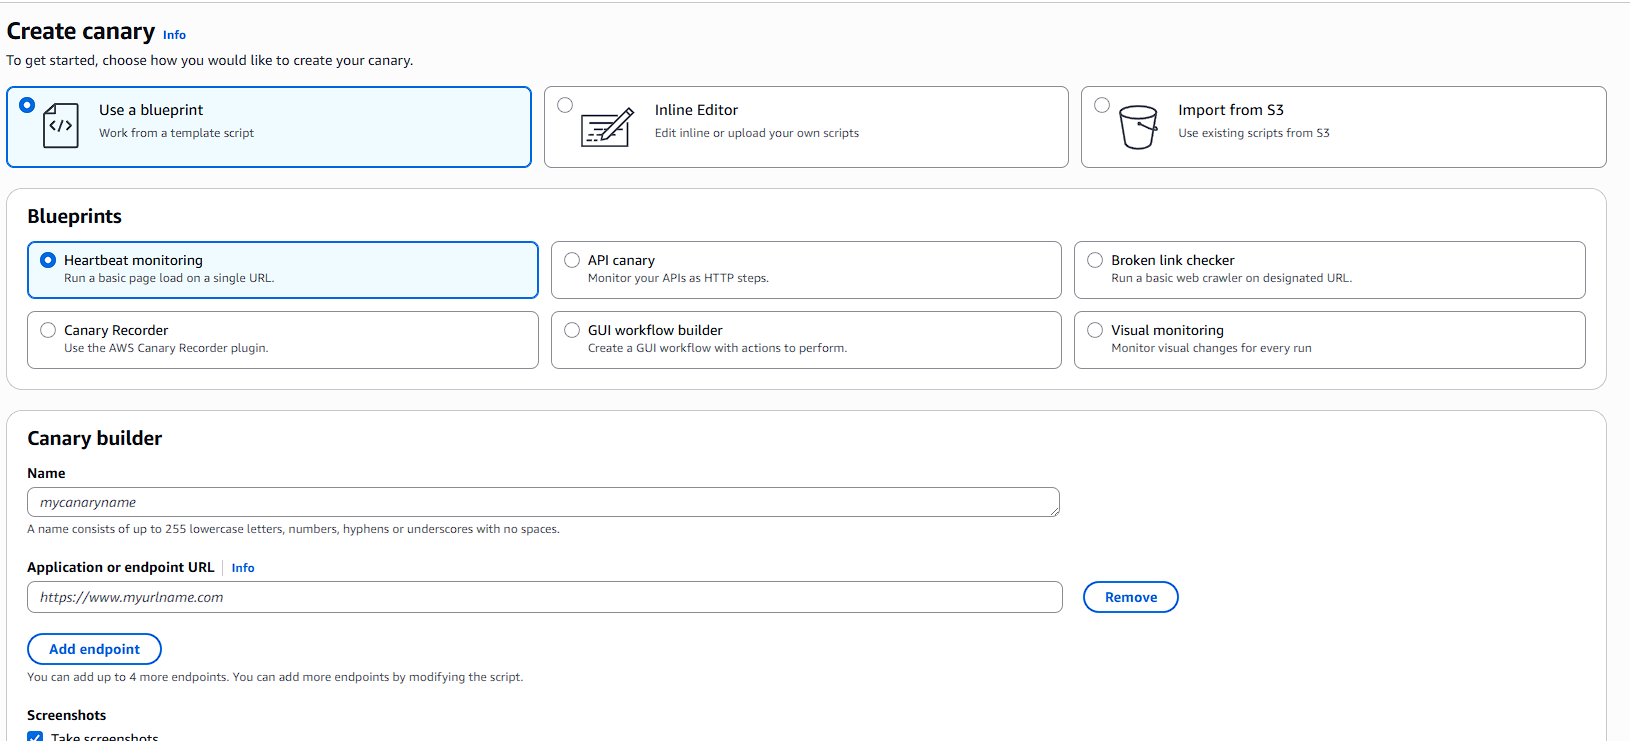 Create canary Info
To get started, choose how you would like to create your canary.
Use a blueprint
Work from a template script
Inline Editor
Edit inline or upload your own scripts
Import from S3
Use existing scripts from S3
Blueprints
Heartbeat monitoring
Run a basic page load on a single URL.
API canary
Monitor your APIs as HTTP steps.
Broken link checker
Run a basic web crawler on designated URL.
Canary Recorder
Use the AWS Canary Recorder plugin.
GUI workflow builder
Create a GUI workflow with actions to perform.
Visual monitoring
Monitor visual changes for every run
Canary builder
Name
mycanaryname
A name consists of up to 255 lowercase letters, numbers, hyphens or underscores with no spaces.
Application or endpoint URL Info
https://www.myurlname.com
Remove
Add endpoint
You can add up to 4 more endpoints. You can add more endpoints by modifying the script.
Screenshots
Take screenshots